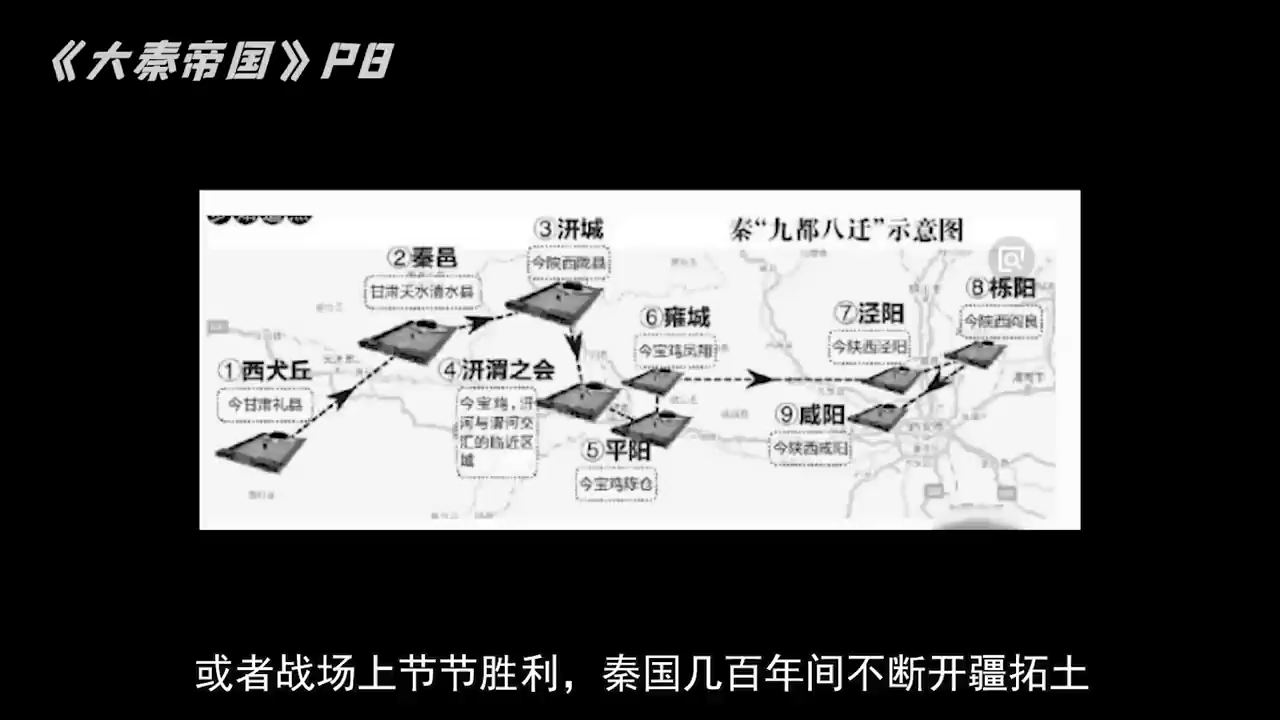 《大秦帝国》P8
秦“九都八迁”示意图
①西犬丘
今甘肃礼县
②秦邑
甘肃天水清水县
③汧城
今陕西陇县
④汧渭之会
今宝鸡，汧
河与渭河交
汇的临近区
域
⑤平阳
今宝鸡陈仓
⑥雍城
今宝鸡凤翔
⑦泾阳
今陕西泾阳
⑧栎阳
今陕西阎良
⑨咸阳
今陕西咸阳
或者战场上节节胜利，秦国几百年间不断开疆拓土